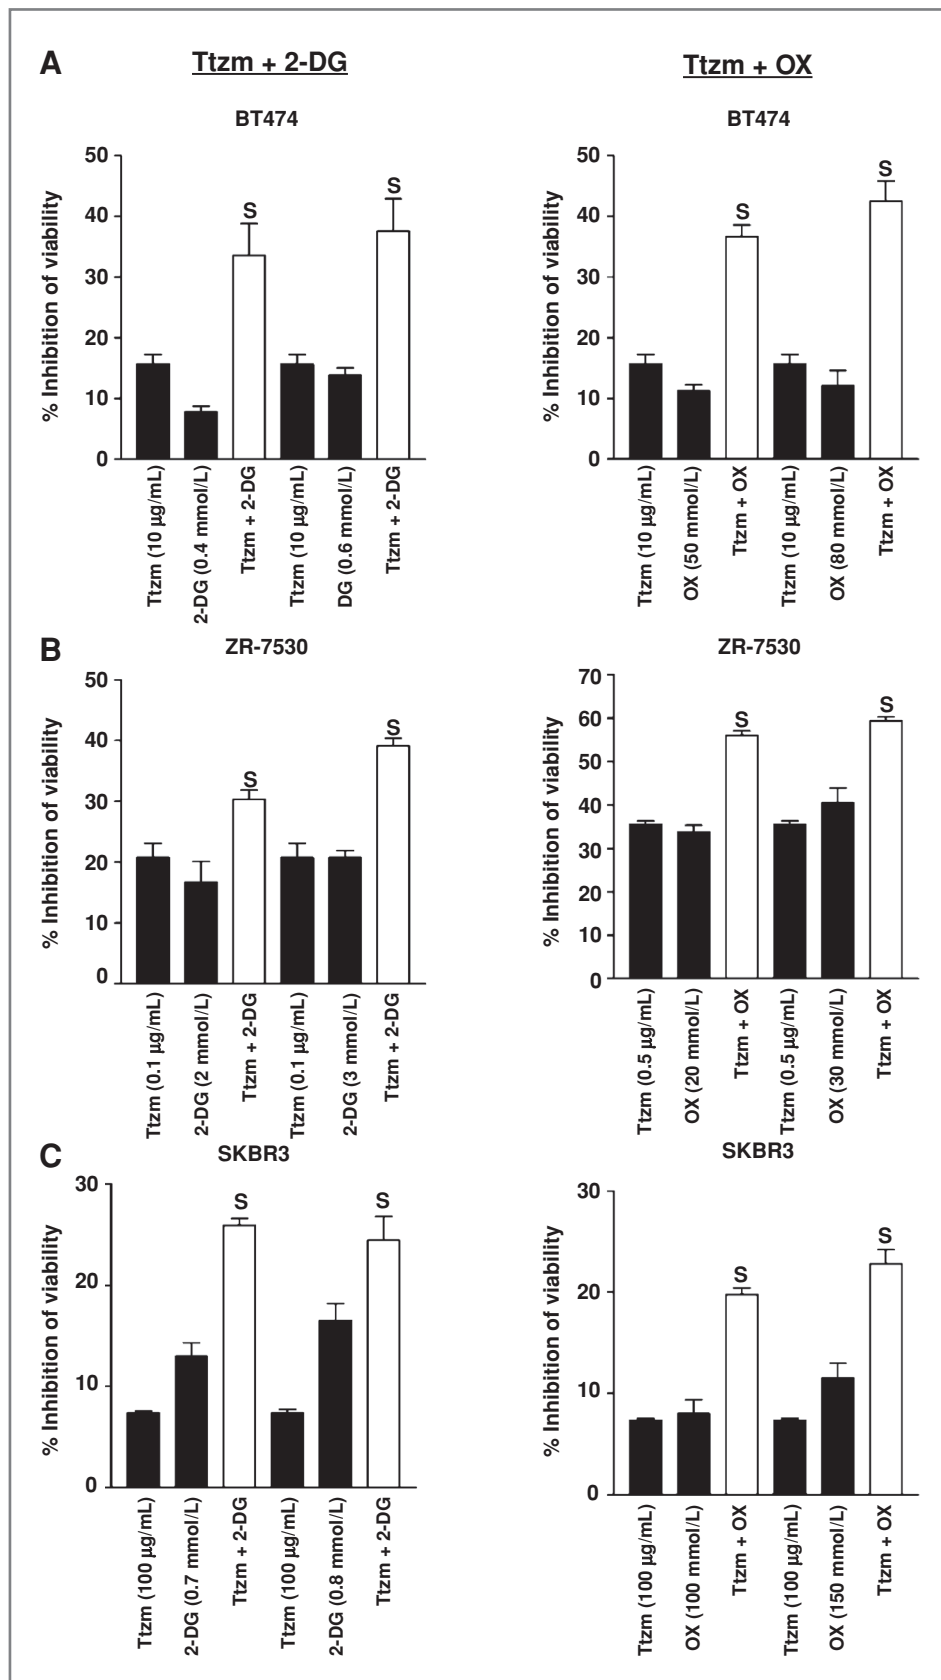 A
Ttzm + 2-DG
Ttzm + OX
BT474
% Inhibition of viability
50
40
30
20
10
0
S
S
Ttzm (10 µg/mL)
2-DG (0.4 mmol/L)
Ttzm + 2-DG
Ttzm (10 µg/mL)
DG (0.6 mmol/L)
Ttzm + 2-DG
BT474
% Inhibition of viability
50
40
30
20
10
0
S
S
Ttzm (10 µg/mL)
OX (50 mmol/L)
Ttzm + OX
Ttzm (10 µg/mL)
OX (80 mmol/L)
Ttzm + OX
B
ZR-7530
% Inhibition of viability
50
40
30
20
10
0
S
S
Ttzm (0.1 µg/mL)
2-DG (2 mmol/L)
Ttzm + 2-DG
Ttzm (0.1 µg/mL)
2-DG (3 mmol/L)
Ttzm + 2-DG
ZR-7530
% Inhibition of viability
70
60
50
40
30
20
10
0
S
S
Ttzm (0.5 µg/mL)
OX (20 mmol/L)
Ttzm + OX
Ttzm (0.5 µg/mL)
OX (30 mmol/L)
Ttzm + OX
C
SKBR3
% Inhibition of viability
30
20
10
0
S
S
Ttzm (100 µg/mL)
2-DG (0.7 mmol/L)
Ttzm + 2-DG
Ttzm (100 µg/mL)
2-DG (0.8 mmol/L)
Ttzm + 2-DG
SKBR3
% Inhibition of viability
30
20
10
0
S
S
Ttzm (100 µg/mL)
OX (100 mmol/L)
Ttzm + OX
Ttzm (100 µg/mL)
OX (150 mmol/L)
Ttzm + OX